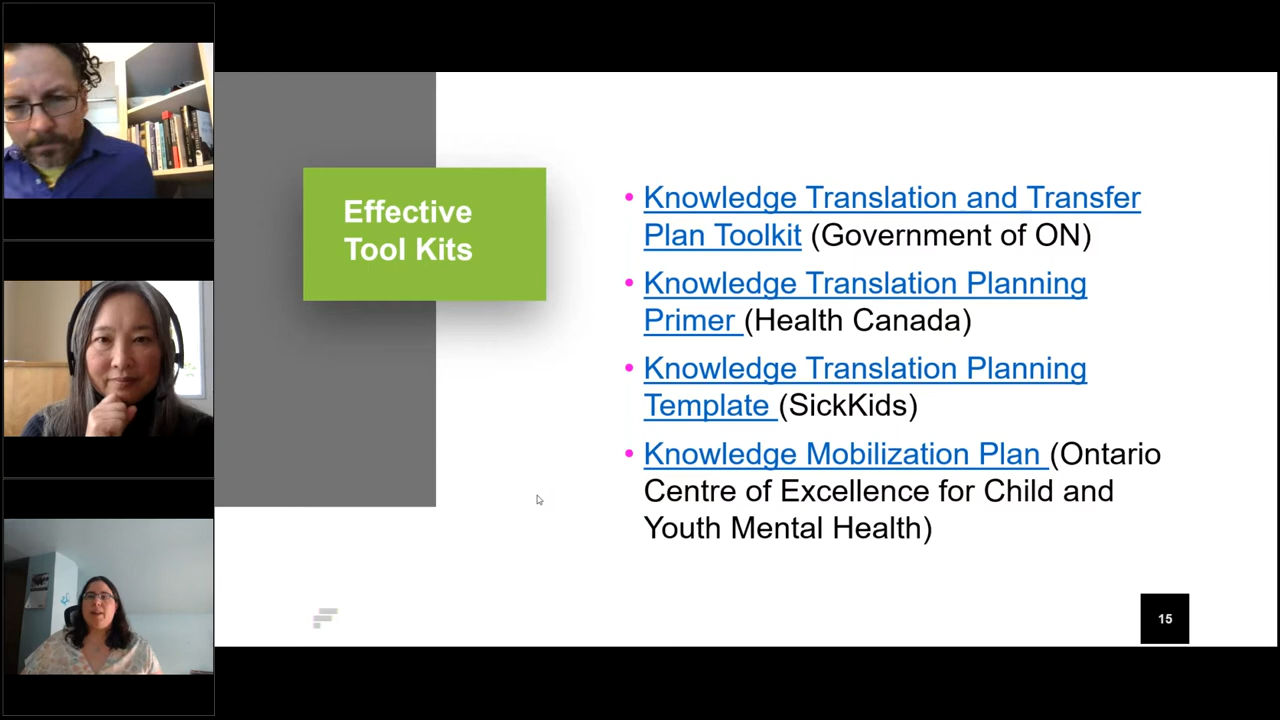 Effective
Tool Kits
• Knowledge Translation and Transfer
Plan Toolkit (Government of ON)
• Knowledge Translation Planning
Primer (Health Canada)
• Knowledge Translation Planning
Template (SickKids)
• Knowledge Mobilization Plan (Ontario
Centre of Excellence for Child and
Youth Mental Health)
15